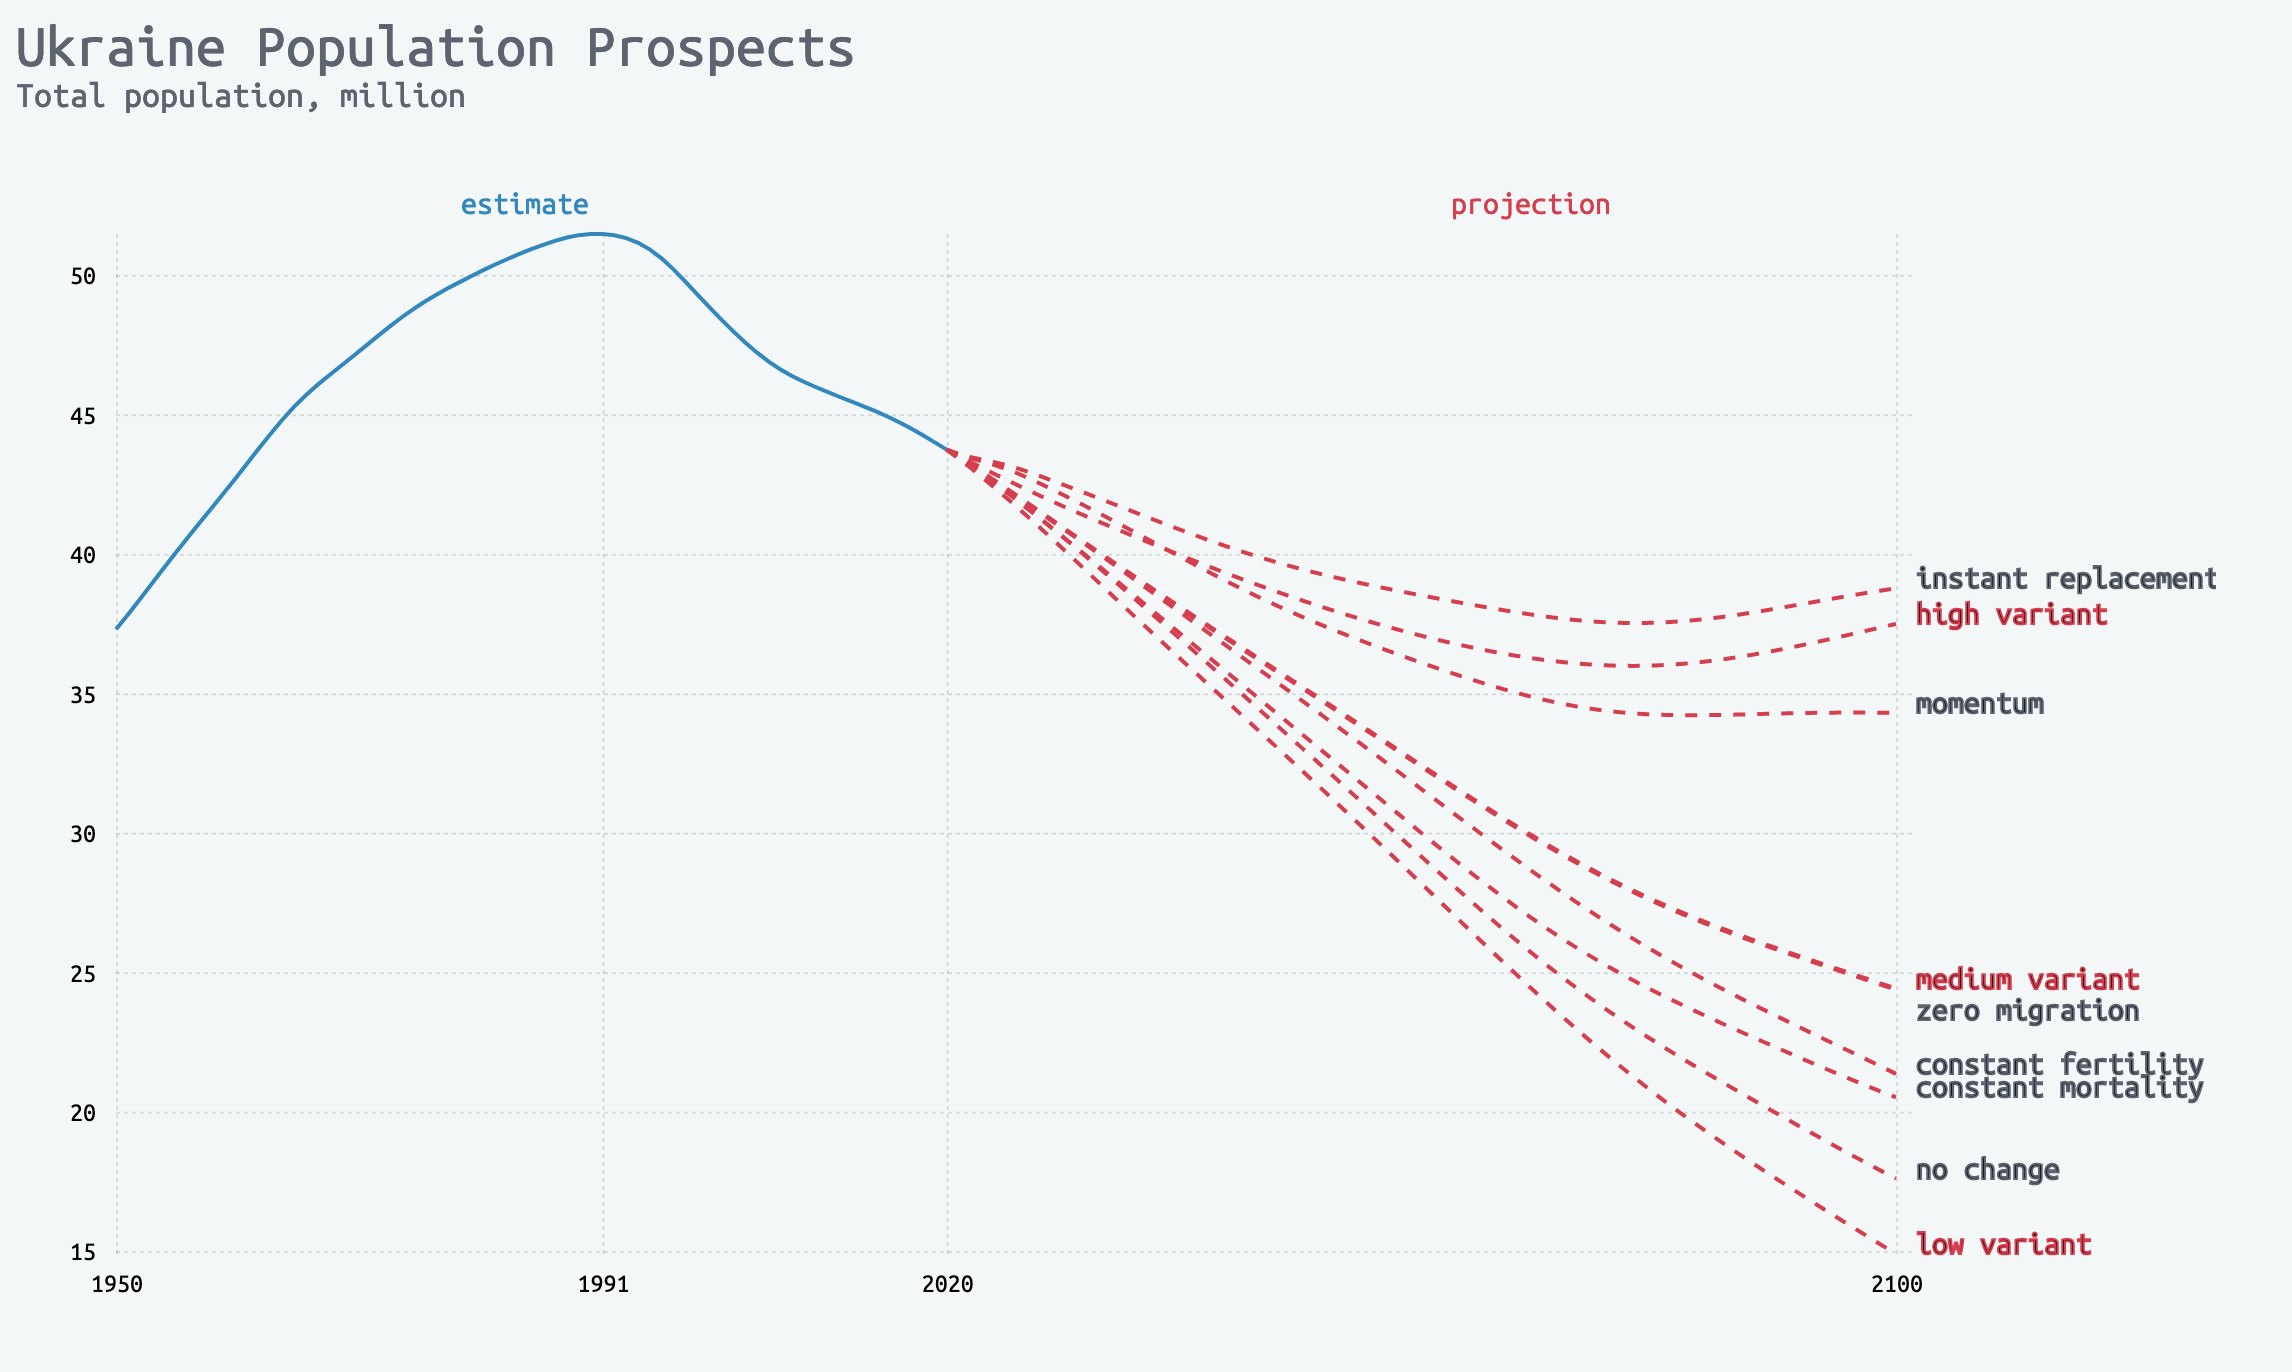 Ukraine Population Prospects
Total population, million
estimate
projection
50
45
40
35
30
25
20
15
instant replacement
high variant
momentum
medium variant
zero migration
constant fertility
constant mortality
no change
low variant
1950 1991 2020 2100